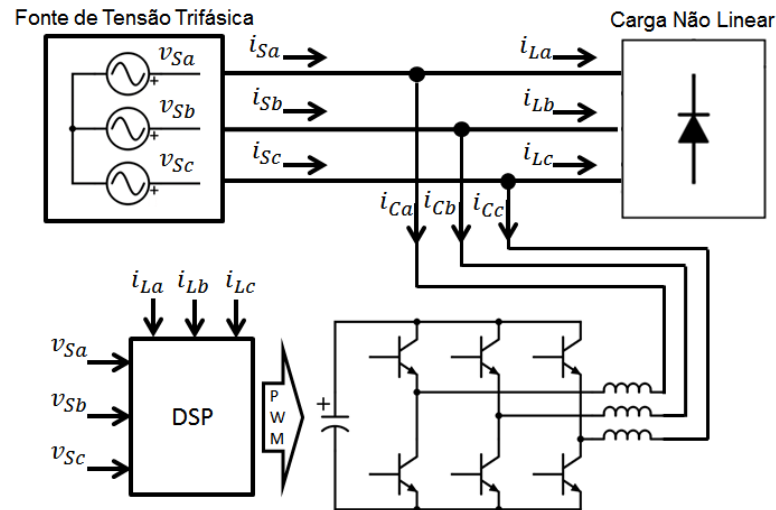 Fonte de Tensão Trifásica
Carga Não Linear
v_Sa
+
v_Sb
+
v_Sc
+
i_Sa
i_Sb
i_Sc
i_La
i_Lb
i_Lc
i_Ca
i_Cb
i_Cc
i_La i_Lb i_Lc
v_Sa
v_Sb
v_Sc
DSP
P
W
M
+